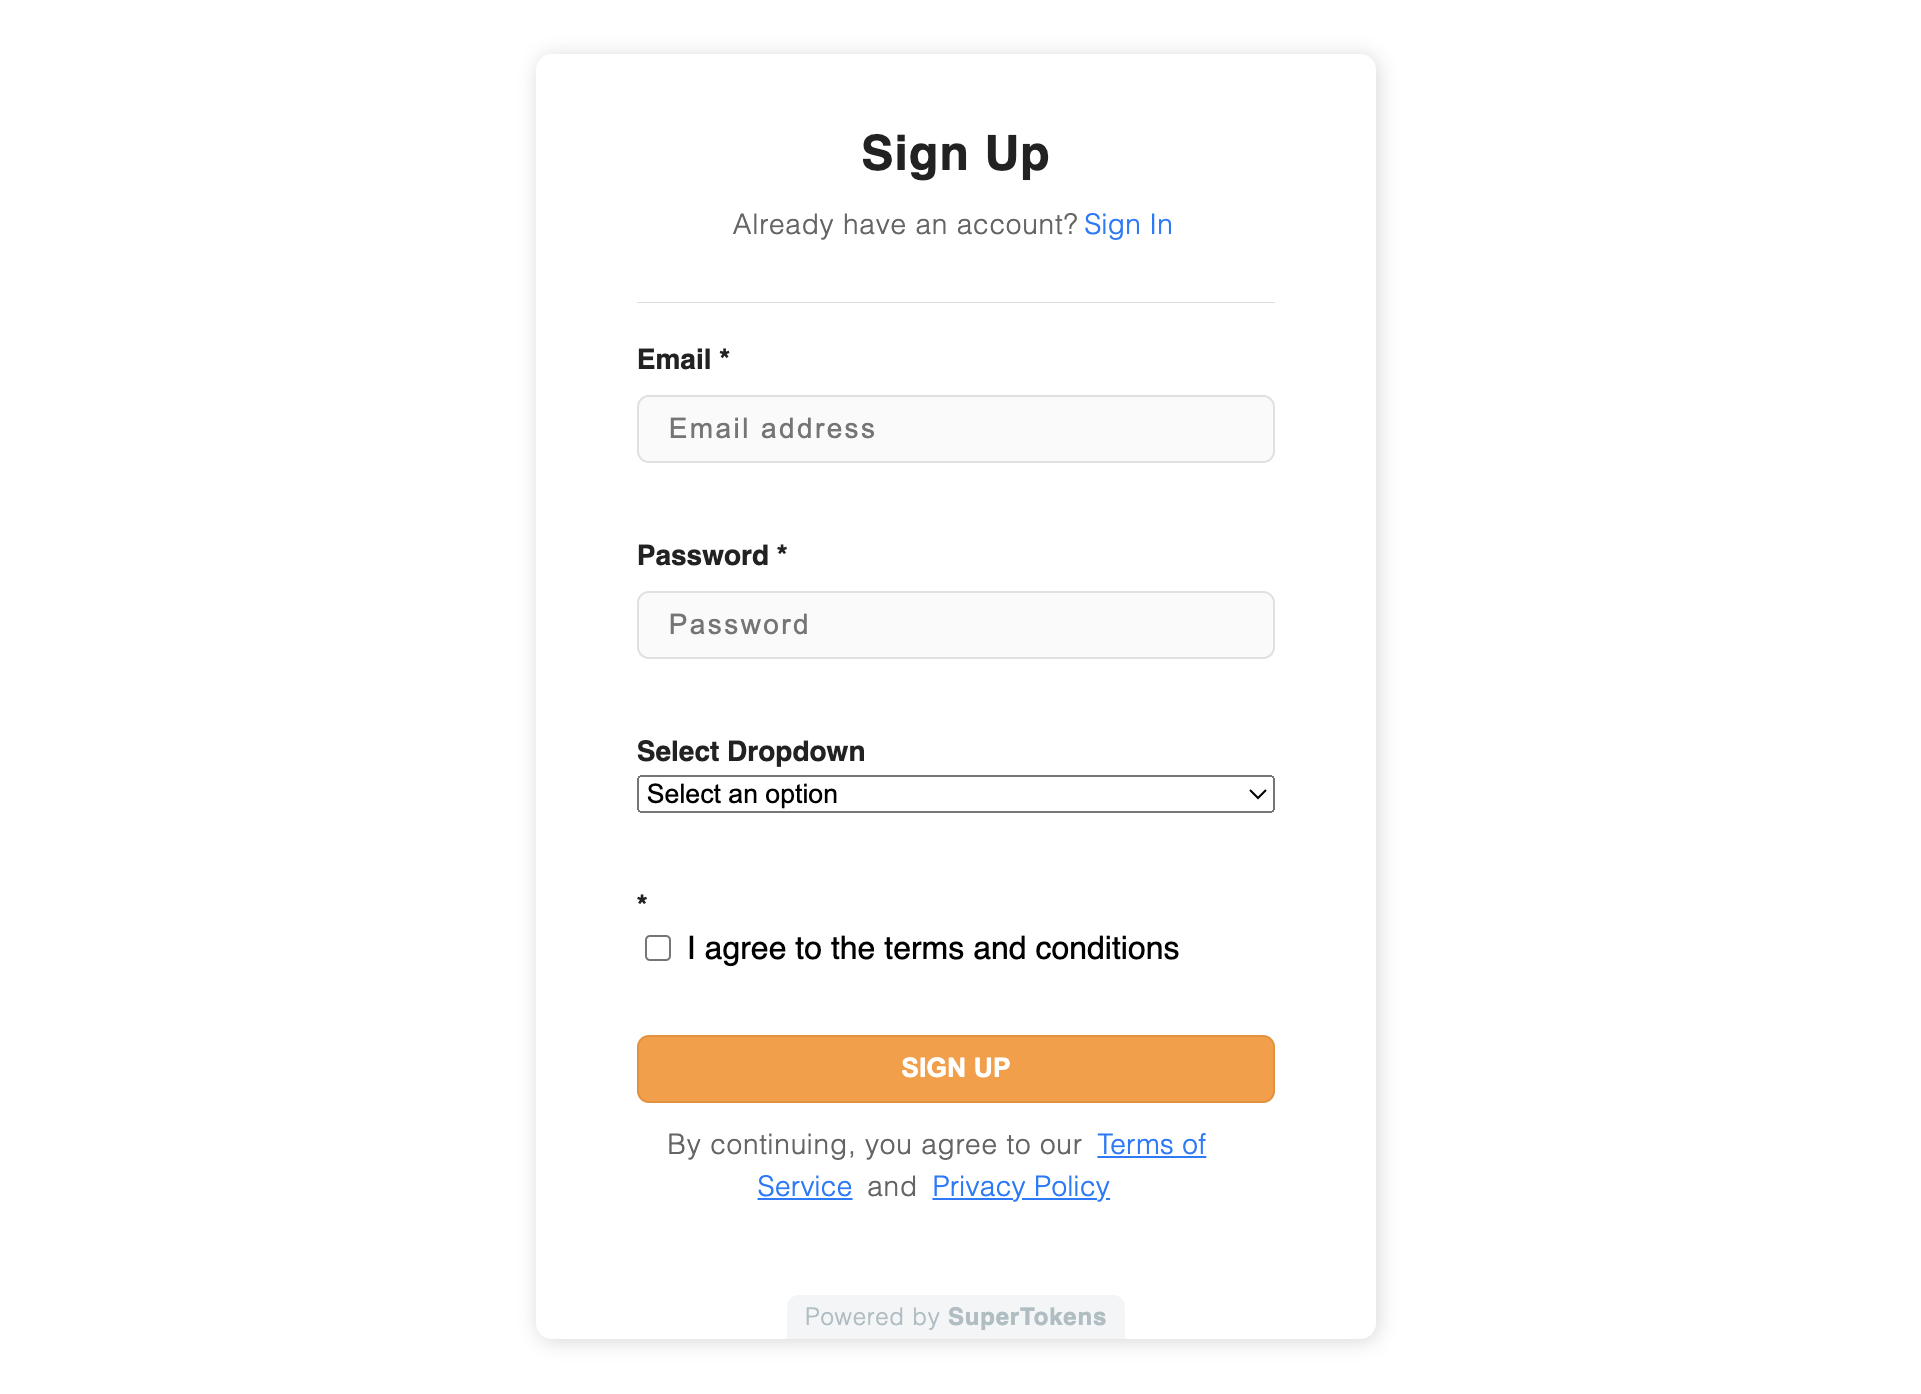 Sign Up
Already have an account? Sign In
Email *
Email address
Password *
Password
Select Dropdown
Select an option
*
I agree to the terms and conditions
SIGN UP
By continuing, you agree to our Terms of
Service and Privacy Policy
Powered by SuperTokens